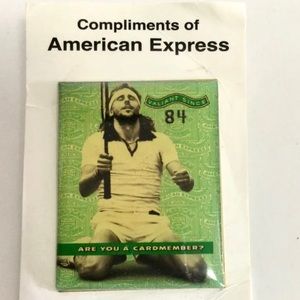 Compliments of
American Express
VALIANT SINCE
84
ARE YOU A CARDMEMBER?